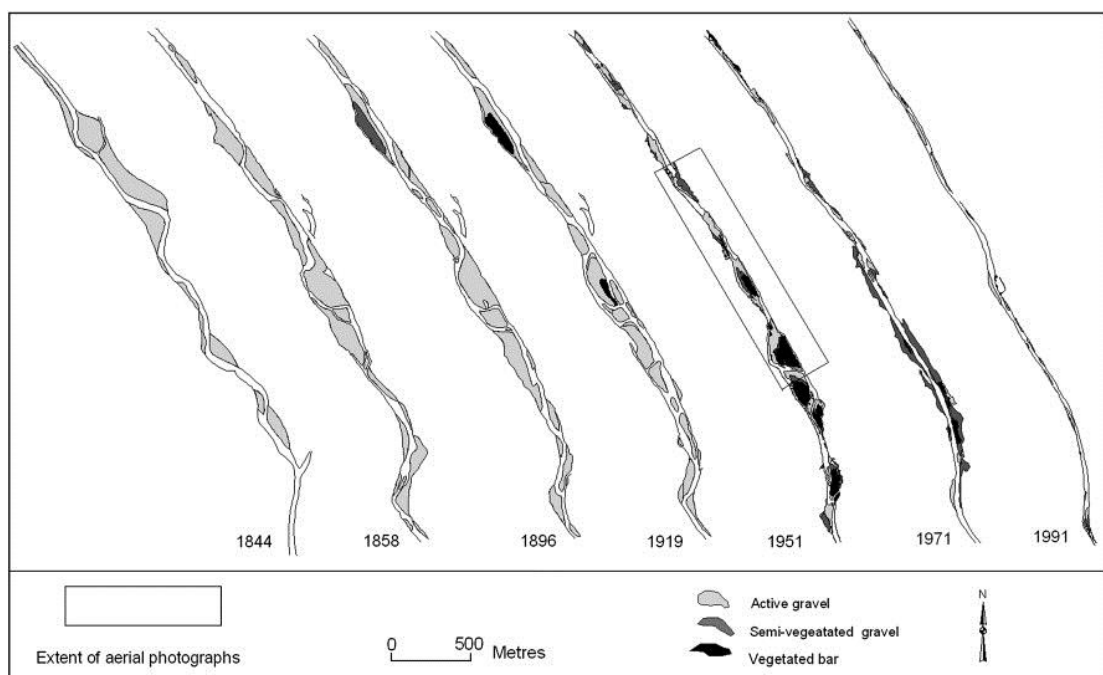 1844
1858
1896
1919
1951
1971
1991
Extent of aerial photographs
0 500 Metres
Active gravel
Semi-vegeatated gravel
Vegetated bar
N